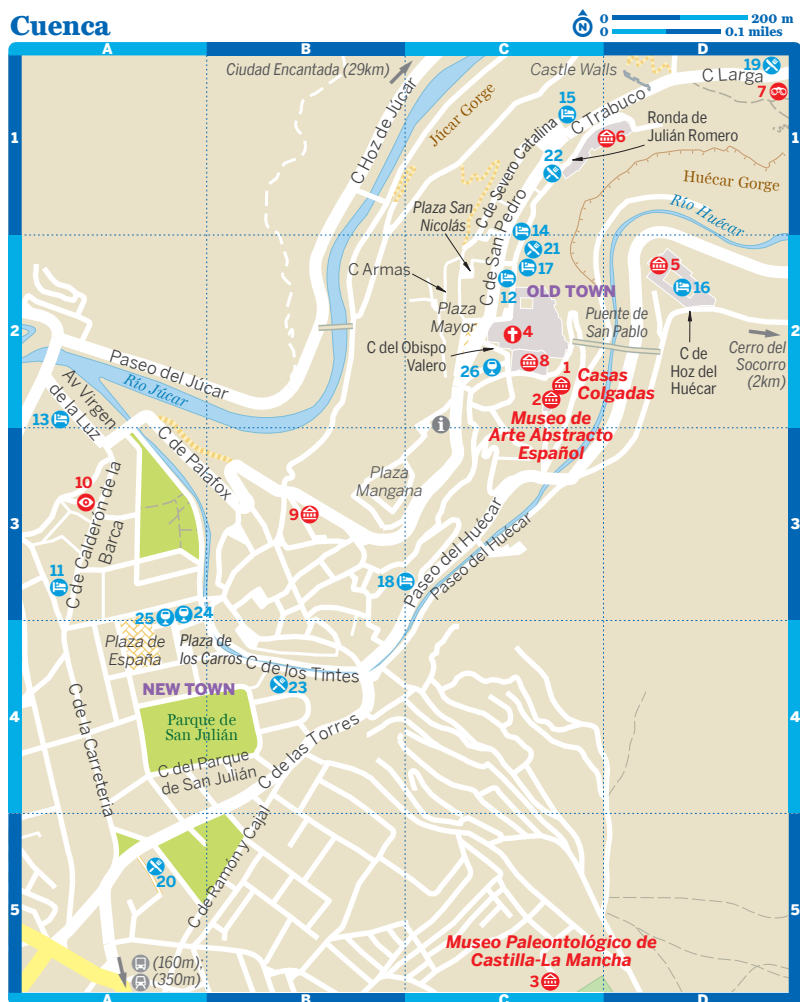 Cuenca
N
0 200 m
0 0.1 miles
A
B
C
D
Ciudad Encantada (29km)
Castle Walls
C Larga
19
7
15
C Trabuco
6
Ronda de
Julián Romero
22
C Hoz de Júcar
Júcar Gorge
C de Severo Catalina
C de San Pedro
Huécar Gorge
Río Huécar
1
1
Plaza San
Nicolás
14
21
17
12
C Armas
OLD TOWN
5
16
Plaza
Mayor
4
Puente de
San Pablo
C del Obispo
Valero
26
8
1
Casas
Colgadas
2
Museo de
Arte Abstracto
Español
C de
Hoz del
Huécar
Cerro del
Socorro
(2km)
2
2
Paseo del Júcar
Río Júcar
Av Virgen
de la Luz
13
C de Palafox
i
Plaza
Mangana
10
9
C de Calderón de la
Barca
11
18
Paseo del Huécar
Paseo del Huécar
3
3
25
24
Plaza de
España
Plaza de
los Carros
C de los Tintes
NEW TOWN
23
Parque de
San Julián
C de la Carreteria
C del Parque
de San Julián
C de las Torres
4
4
20
C de Ramón y Cajal
Museo Paleontológico de
Castilla-La Mancha
3
(160m);
(350m)
5
5
A
B
C
D